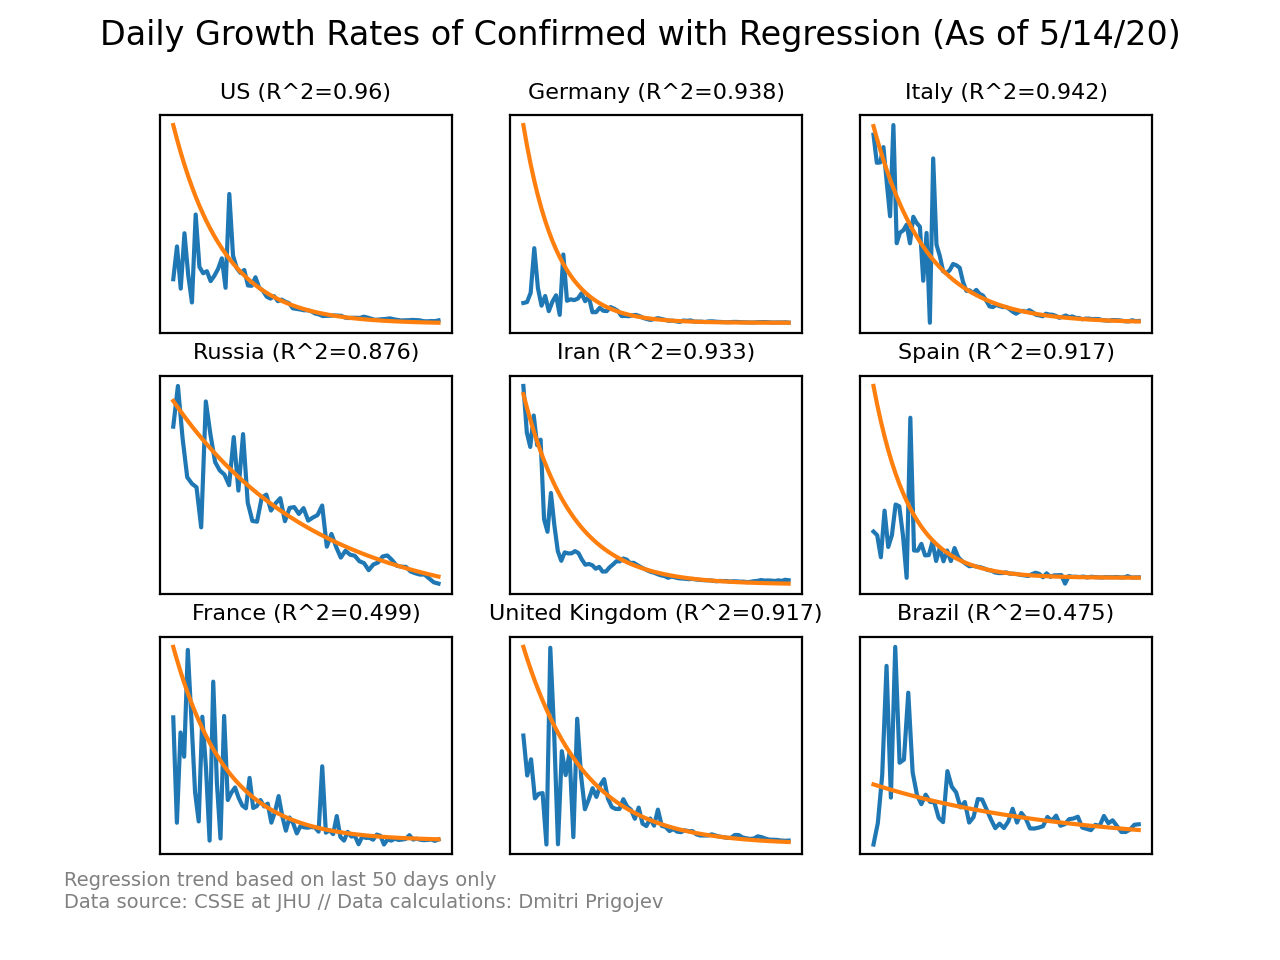 Daily Growth Rates of Confirmed with Regression (As of 5/14/20)
US (R^2=0.96)
Germany (R^2=0.938)
Italy (R^2=0.942)
Russia (R^2=0.876)
Iran (R^2=0.933)
Spain (R^2=0.917)
France (R^2=0.499)
United Kingdom (R^2=0.917)
Brazil (R^2=0.475)
Regression trend based on last 50 days only
Data source: CSSE at JHU // Data calculations: Dmitri Prigojev